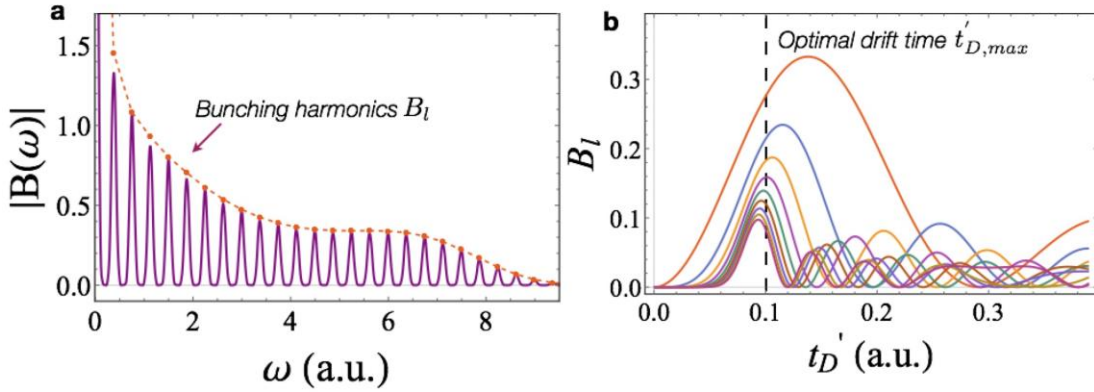 a
1.5
1.0
0.5
0.0
|B(ω)|
Bunching harmonics B_l
0 2 4 6 8
ω (a.u.)
b
Optimal drift time t'_{D,max}
0.3
0.2
0.1
0.0
B_l
0.0 0.1 0.2 0.3
t_D' (a.u.)